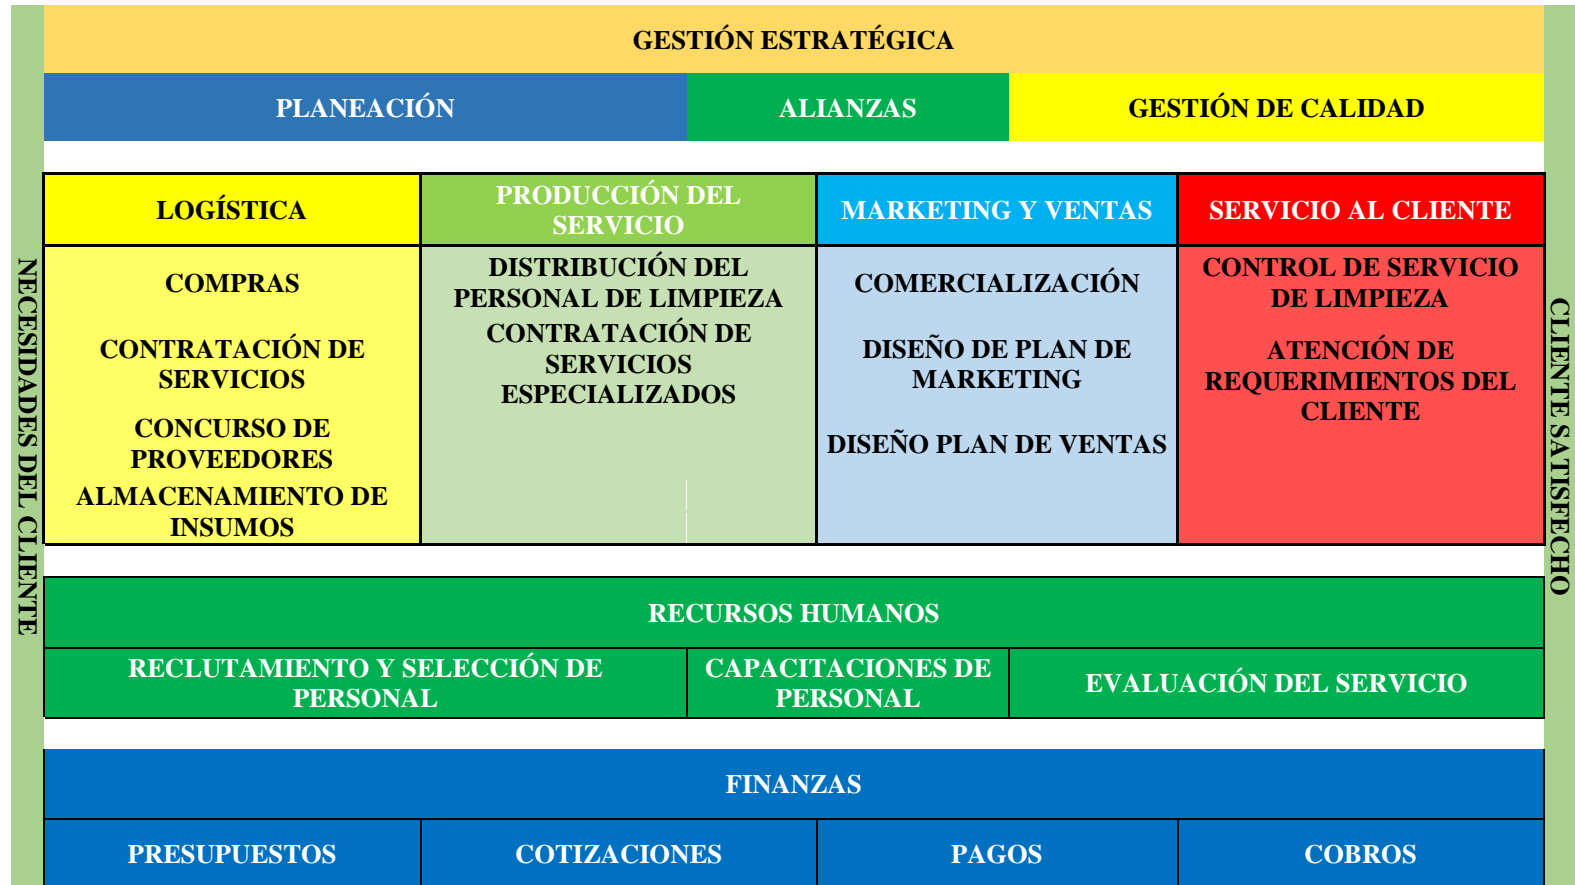 GESTIÓN ESTRATÉGICA
PLANEACIÓN
ALIANZAS
GESTIÓN DE CALIDAD
NECESIDADES DEL CLIENTE
LOGÍSTICA
COMPRAS
CONTRATACIÓN DE
SERVICIOS
CONCURSO DE
PROVEEDORES
ALMACENAMIENTO DE
INSUMOS
PRODUCCIÓN DEL
SERVICIO
DISTRIBUCIÓN DEL
PERSONAL DE LIMPIEZA
CONTRATACIÓN DE
SERVICIOS
ESPECIALIZADOS
MARKETING Y VENTAS
COMERCIALIZACIÓN
DISEÑO DE PLAN DE
MARKETING
DISEÑO PLAN DE VENTAS
SERVICIO AL CLIENTE
CONTROL DE SERVICIO
DE LIMPIEZA
ATENCIÓN DE
REQUERIMIENTOS DEL
CLIENTE
CLIENTE SATISFECHO
RECURSOS HUMANOS
RECLUTAMIENTO Y SELECCIÓN DE
PERSONAL
CAPACITACIONES DE
PERSONAL
EVALUACIÓN DEL SERVICIO
FINANZAS
PRESUPUESTOS
COTIZACIONES
PAGOS
COBROS